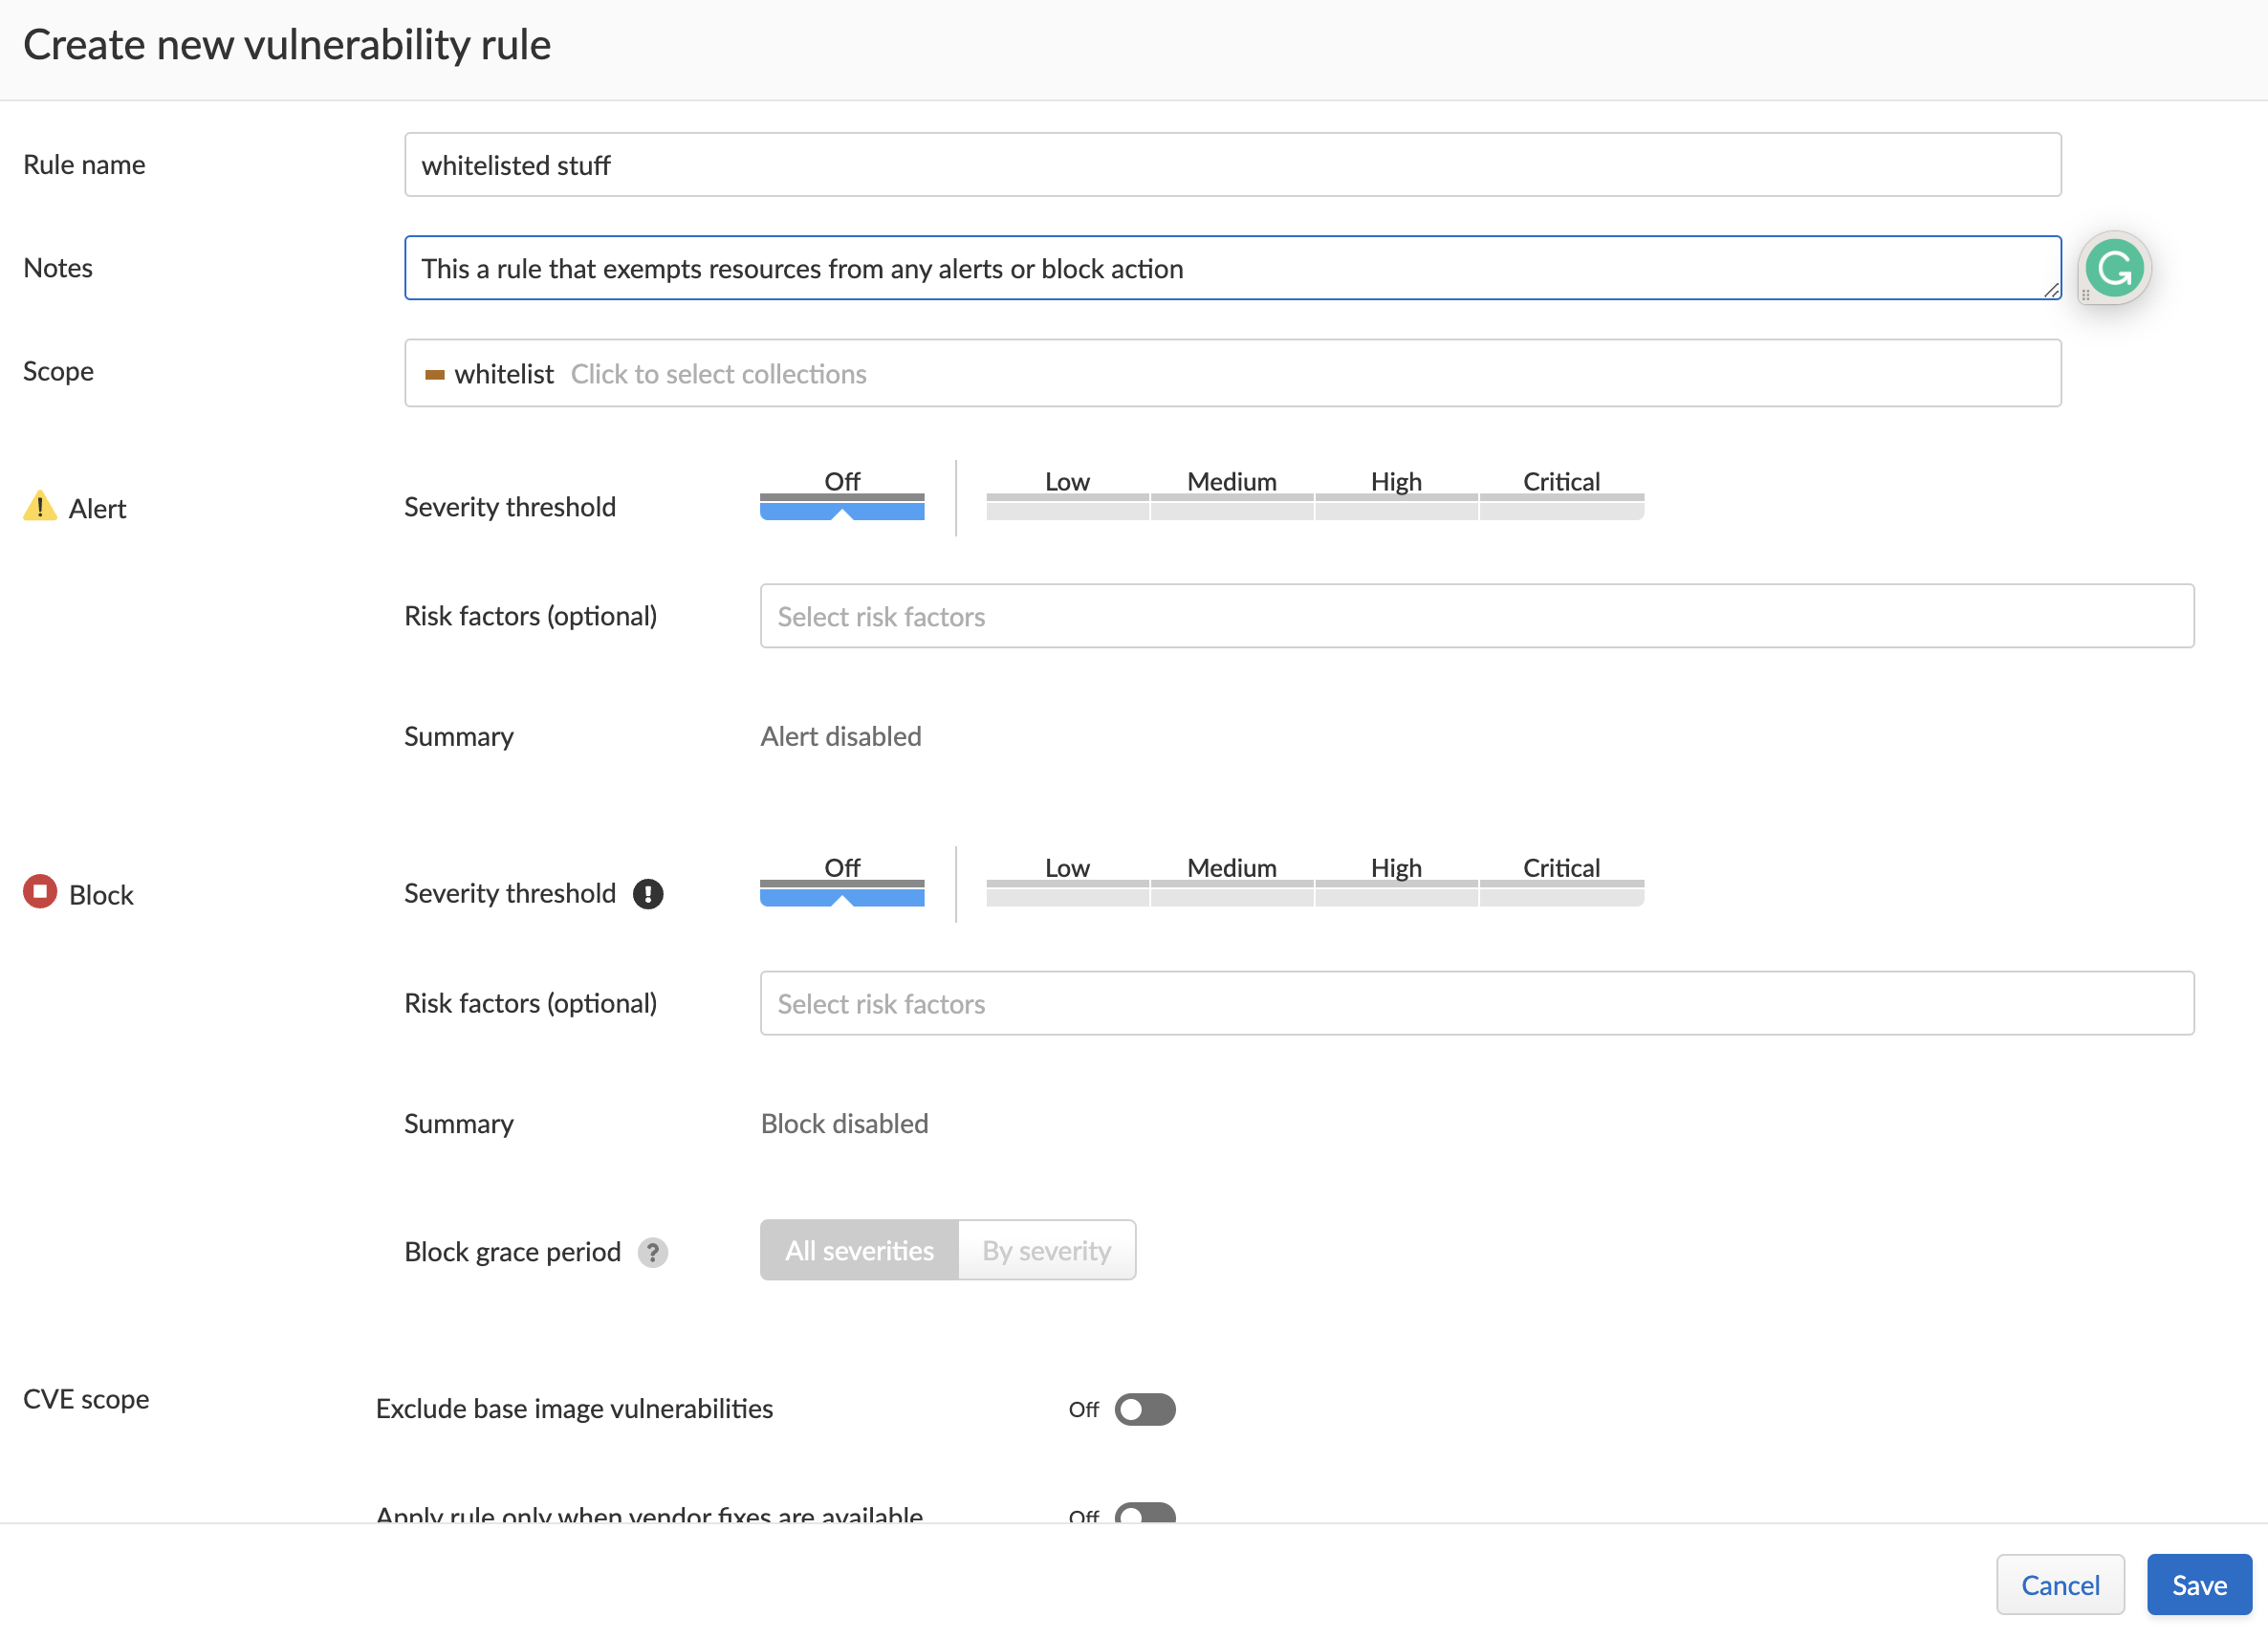 Create new vulnerability rule
Rule name
whitelisted stuff
Notes
This a rule that exempts resources from any alerts or block action
Scope
whitelist Click to select collections
Alert
Severity threshold
Off Low Medium High Critical
Risk factors (optional)
Select risk factors
Summary
Alert disabled
Block
Severity threshold
Off Low Medium High Critical
Risk factors (optional)
Select risk factors
Summary
Block disabled
Block grace period
All severities By severity
CVE scope
Exclude base image vulnerabilities
Off
Apply rule only when vendor fixes are available
Off
Cancel Save